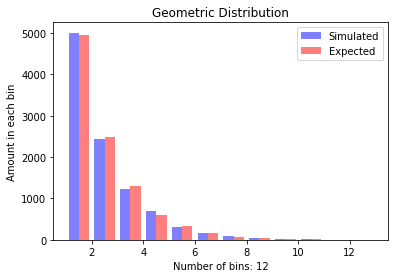 Geometric Distribution
Simulated
Expected
5000
4000
3000
2000
1000
0
Amount in each bin
2 4 6 8 10 12
Number of bins: 12